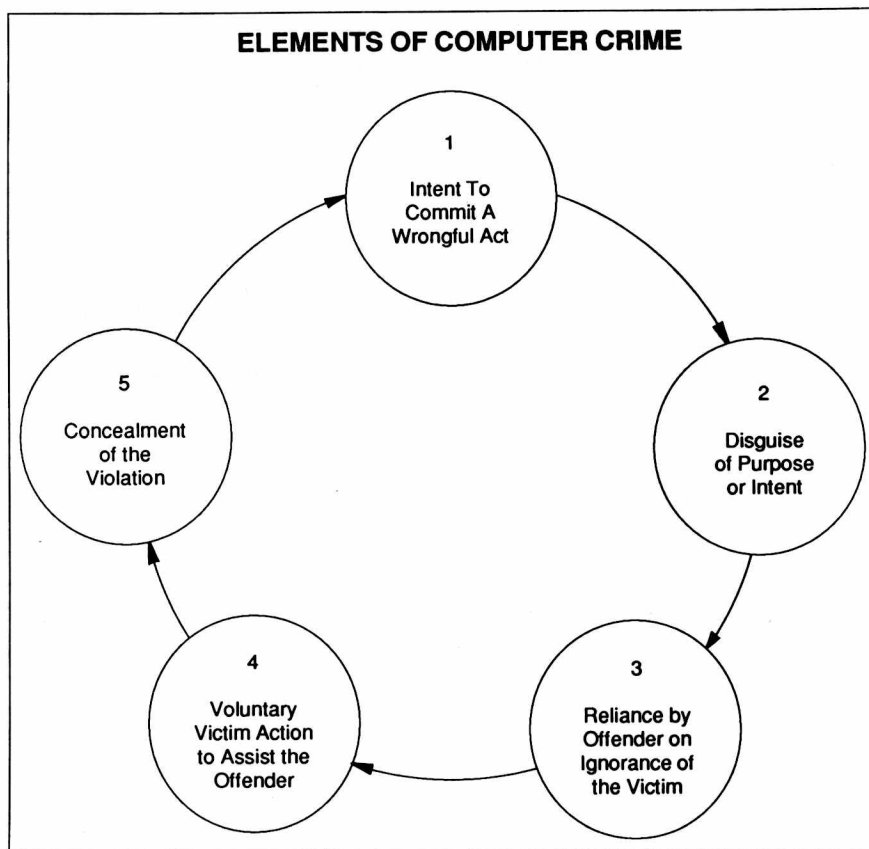 ELEMENTS OF COMPUTER CRIME
1
Intent To
Commit A
Wrongful Act
2
Disguise
of Purpose
or Intent
3
Reliance by
Offender on
Ignorance of
the Victim
4
Voluntary
Victim Action
to Assist the
Offender
5
Concealment
of the
Violation